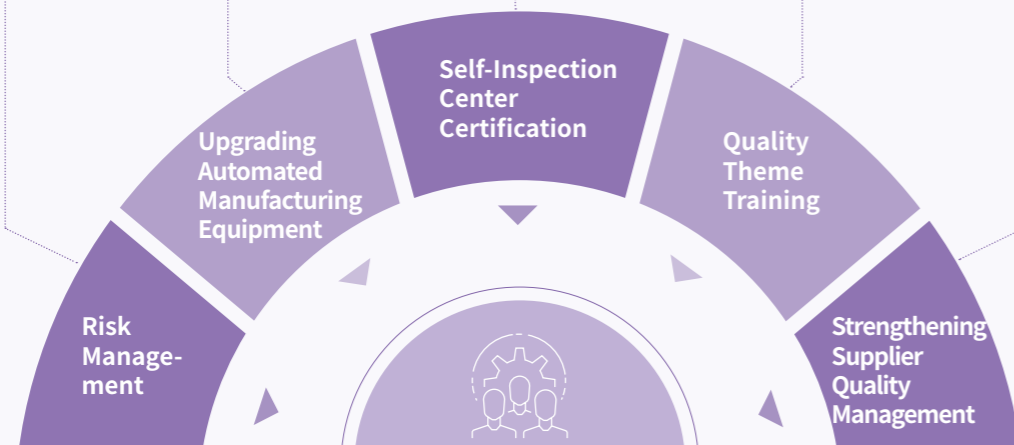 Self-Inspection
Center
Certification
Upgrading
Automated
Manufacturing
Equipment
Quality
Theme
Training
Risk
Manage-
ment
Strengthening
Supplier
Quality
Management